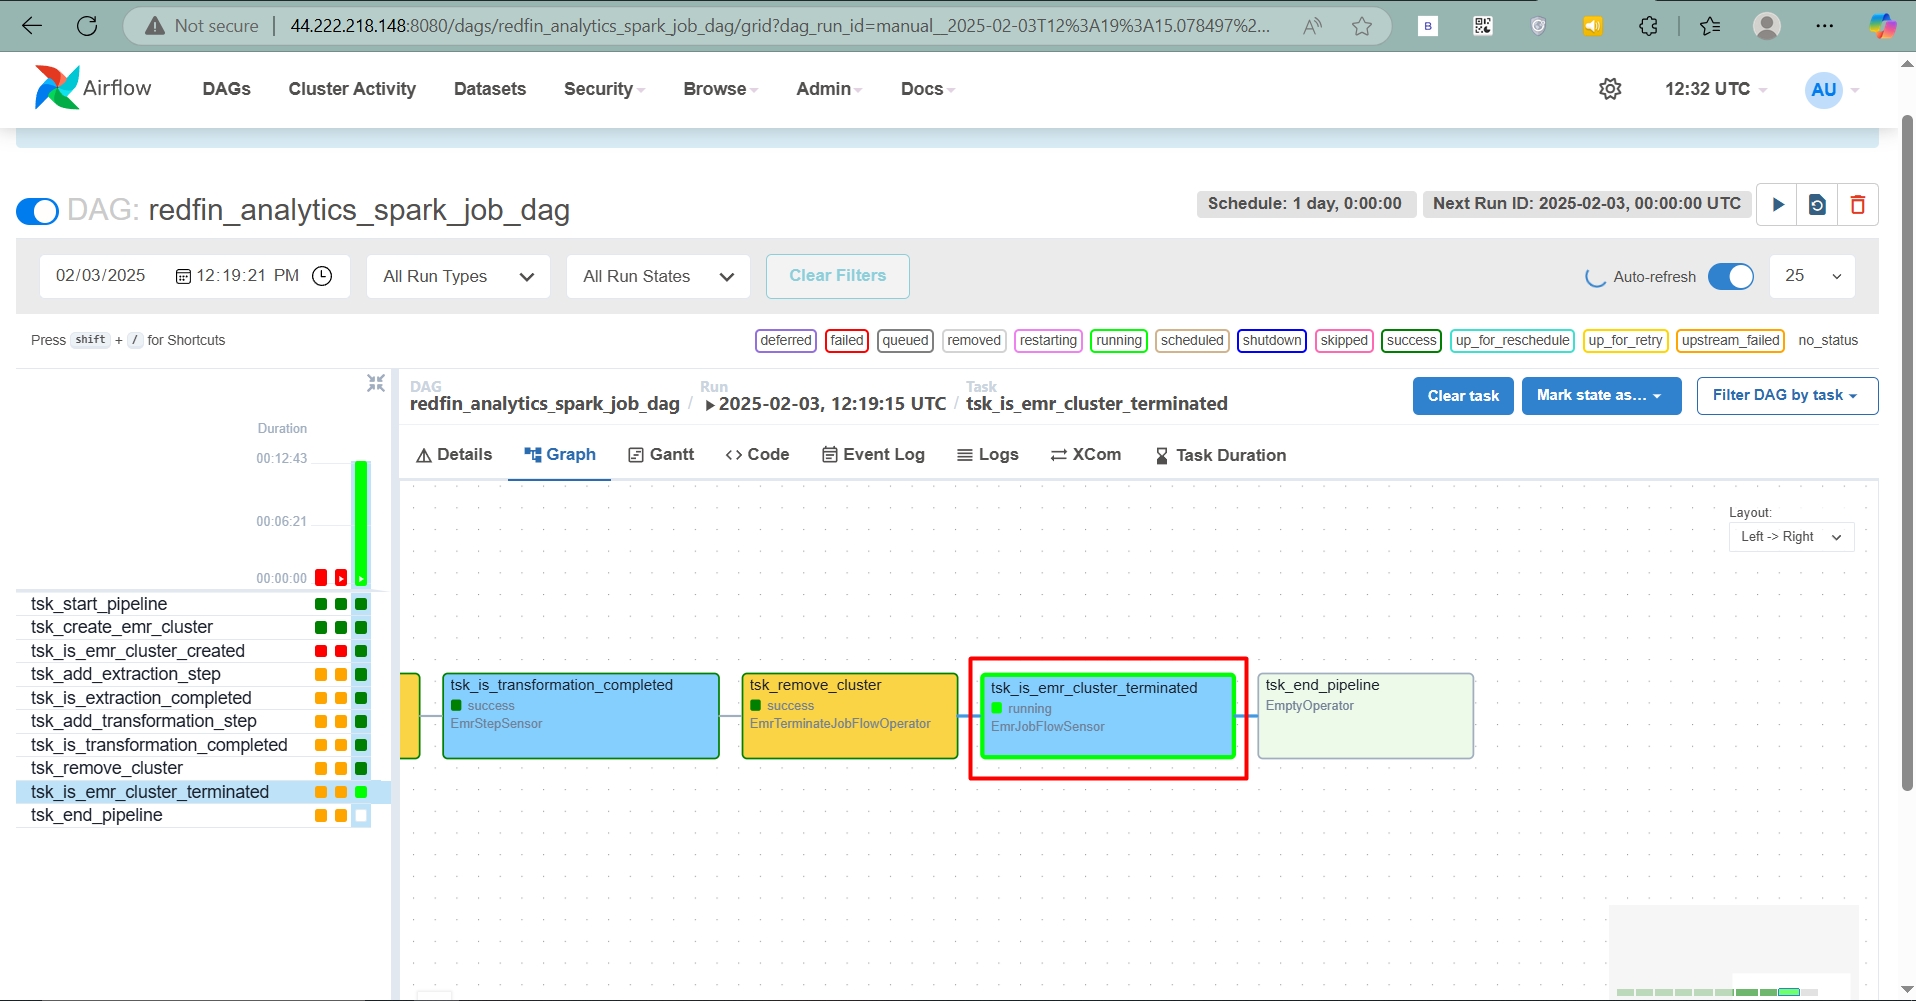 Not secure
44.222.218.148:8080/dags/redfin_analytics_spark_job_dag/grid?dag_run_id=manual__2025-02-03T12%3A19%3A15.078497%2...
B
Airflow DAGs Cluster Activity Datasets Security Browse Admin Docs 12:32 UTC AU
DAG: redfin_analytics_spark_job_dag
Schedule: 1 day, 0:00:00 Next Run ID: 2025-02-03, 00:00:00 UTC
02/03/2025 12:19:21 PM All Run Types All Run States Clear Filters Auto-refresh 25
Press shift + / for Shortcuts
deferred failed queued removed restarting running scheduled shutdown skipped success up_for_reschedule up_for_retry upstream_failed no_status
DAG Run Task
redfin_analytics_spark_job_dag / 2025-02-03, 12:19:15 UTC / tsk_is_emr_cluster_terminated
Clear task Mark state as... Filter DAG by task
Details Graph Gantt Code Event Log Logs XCom Task Duration
Duration
00:12:43
00:06:21
00:00:00
tsk_start_pipeline
tsk_create_emr_cluster
tsk_is_emr_cluster_created
tsk_add_extraction_step
tsk_is_extraction_completed
tsk_add_transformation_step
tsk_is_transformation_completed
tsk_remove_cluster
tsk_is_emr_cluster_terminated
tsk_end_pipeline
Layout:
Left -> Right
tsk_is_transformation_completed
success
EmrStepSensor
tsk_remove_cluster
success
EmrTerminateJobFlowOperator
tsk_is_emr_cluster_terminated
running
EmrJobFlowSensor
tsk_end_pipeline
EmptyOperator